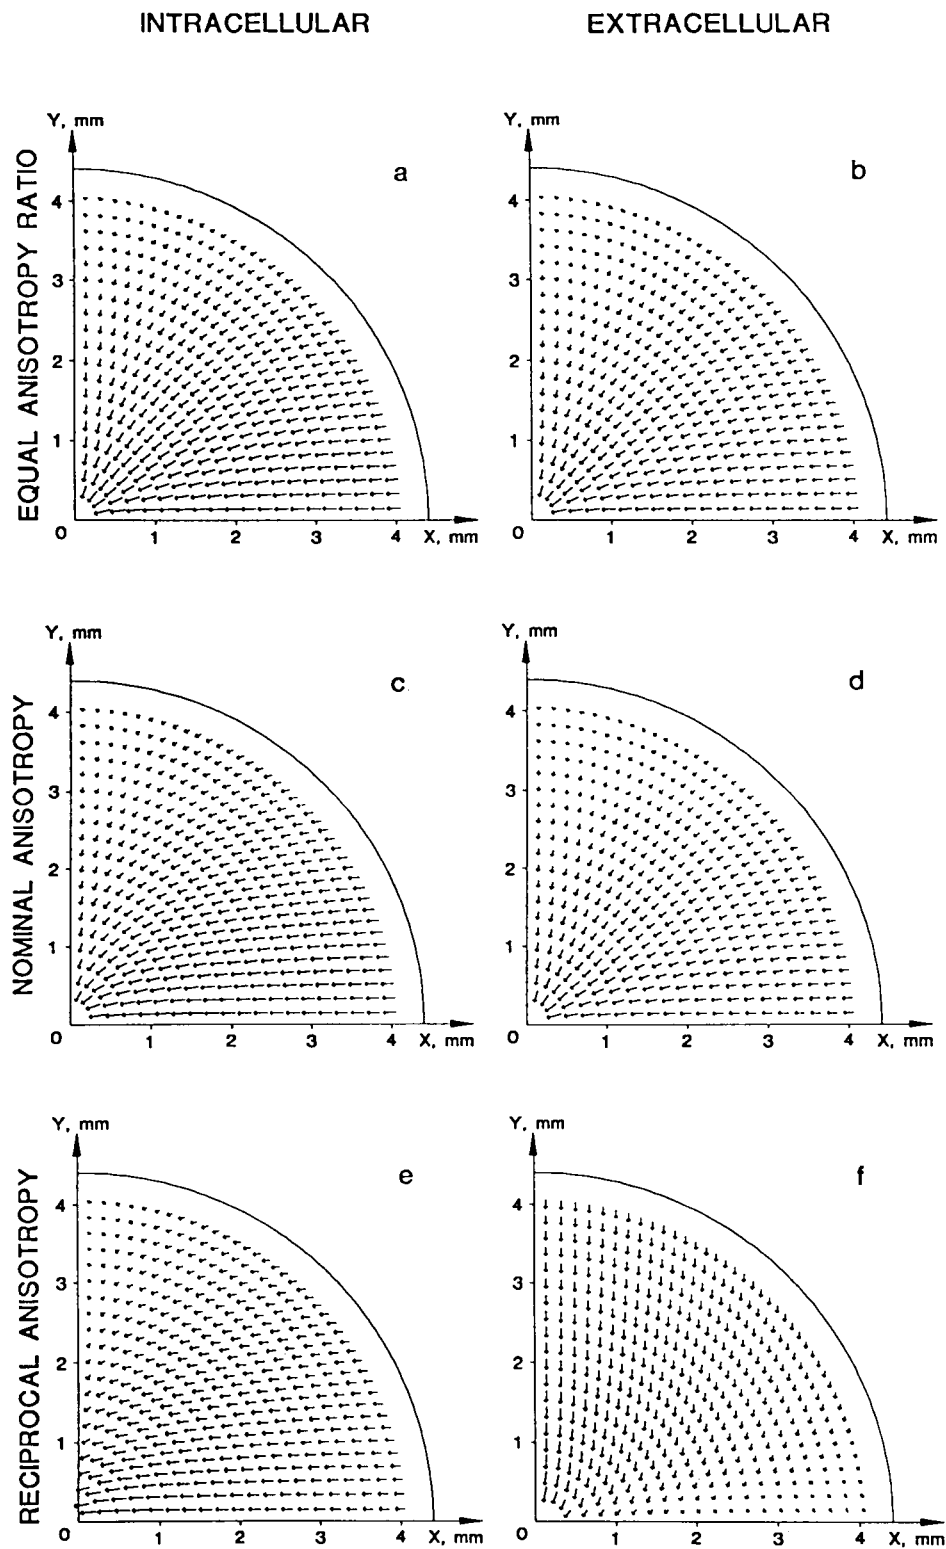 INTRACELLULAR
EXTRACELLULAR
EQUAL ANISOTROPY RATIO
Y, mm
a
4
3
2
1
0
1
2
3
4
X, mm
Y, mm
b
4
3
2
1
0
1
2
3
4
X, mm
NOMINAL ANISOTROPY
Y, mm
c
4
3
2
1
0
1
2
3
4
X, mm
Y, mm
d
4
3
2
1
0
1
2
3
4
X, mm
RECIPROCAL ANISOTROPY
Y, mm
e
4
3
2
1
0
1
2
3
4
X, mm
Y, mm
f
4
3
2
1
0
1
2
3
4
X, mm